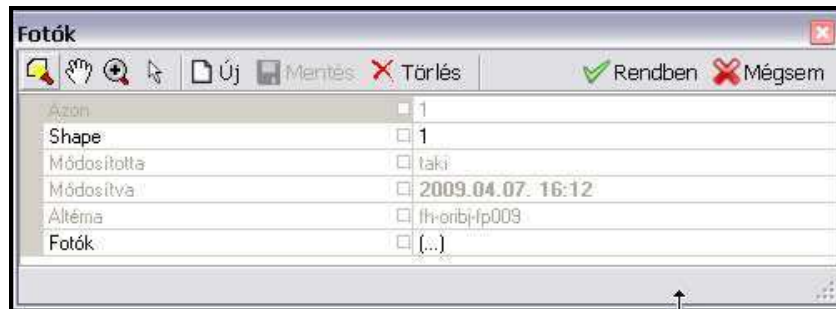 Fotók
Új Mentés Törlés Rendben Mégsem
Azon 1
Shape 1
Módosította taki
Módosítva 2009.04.07. 16:12
Altéma fh-oribj-fp009
Fotók (...)